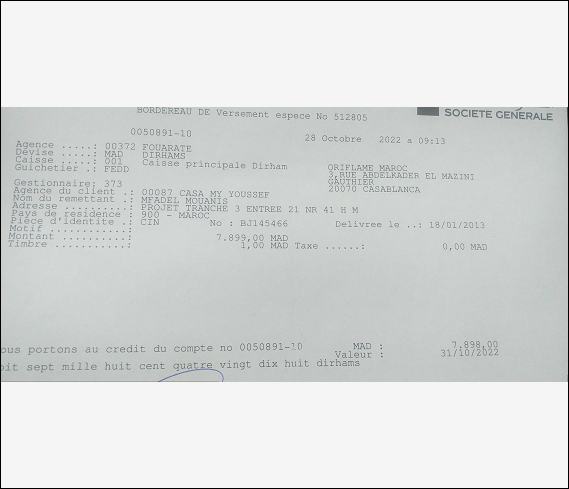 BORDEREAU DE Versement espece No 512805
SOCIETE GENERALE
0050891-10
28 Octobre 2022 a 09:13
Agence .....: 00372 FOUARATE
Dévise .....: MAD DIRHAMS
Caisse .....: 001 Caisse principale Dirham
Guichetier .: FEDD
ORIFLAME MAROC
3,RUE ABDELKADER EL MAZINI
GAUTHIER
20070 CASABLANCA
Gestionnaire: 373
Agence du client .: 00087 CASA MY YOUSSEF
Nom du remettant .: MFADEL MOUANIS
Adresse ..........: PROJET TRANCHE 3 ENTREE 21 NR 41 H M
Pays de residence : 900 - MAROC
Pièce d'identite .: CIN No : BJ145466 Delivree le ..: 18/01/2013
Motif ............:
Montant ..........: 7.899,00 MAD
Timbre ...........: 1,00 MAD Taxe ......: 0,00 MAD
ous portons au credit du compte no 0050891-10 MAD : 7.898,00
Valeur : 31/10/2022
oit sept mille huit cent quatre vingt dix huit dirhams